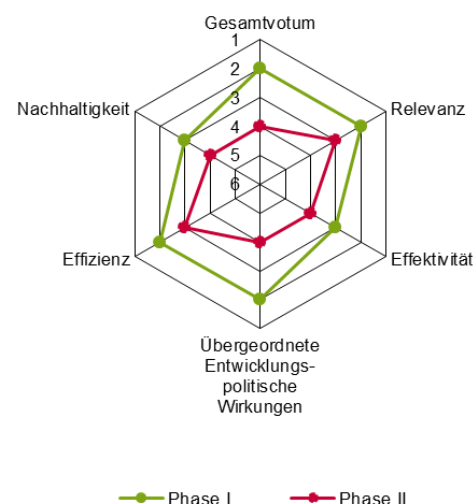 Gesamtvotum
1
2
3
4
5
6
Nachhaltigkeit
Relevanz
Effizienz
Effektivität
Übergeordnete
Entwicklungs-
politische
Wirkungen
Phase I
Phase II